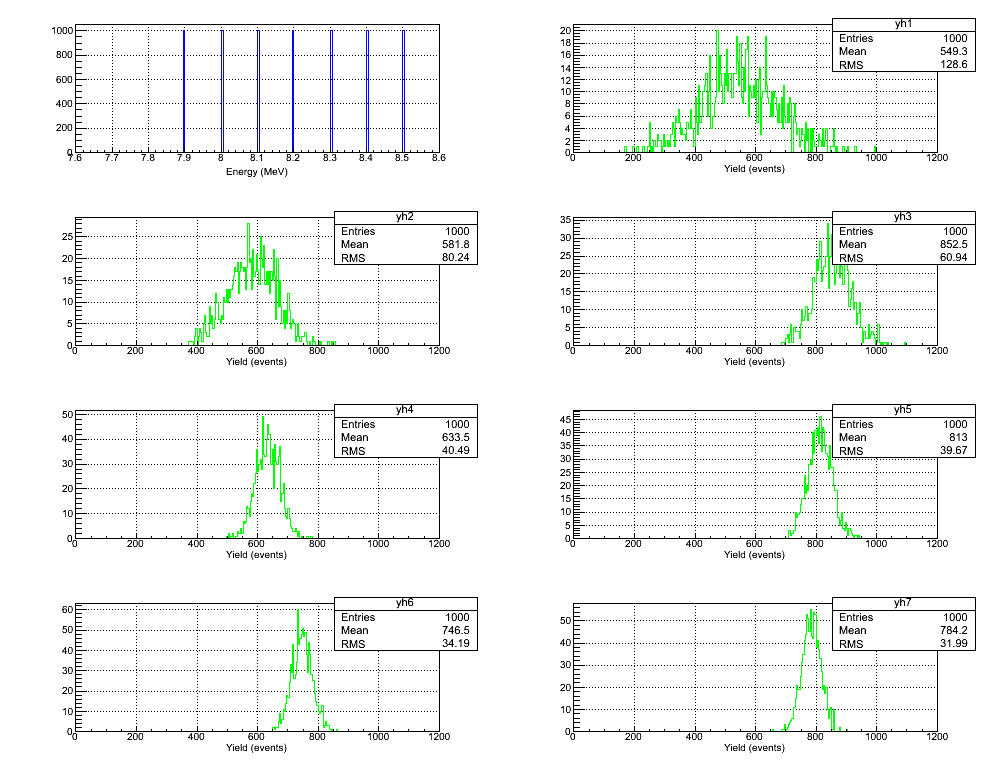 1000
800
600
400
200
0
7.6 7.7 7.8 7.9 8 8.1 8.2 8.3 8.4 8.5 8.6
Energy (MeV)
yh1
Entries 1000
Mean 549.3
RMS 128.6
20
18
16
14
12
10
8
6
4
2
0
0 200 400 600 800 1000 1200
Yield (events)
yh2
Entries 1000
Mean 581.8
RMS 80.24
25
20
15
10
5
0
0 200 400 600 800 1000 1200
Yield (events)
yh3
Entries 1000
Mean 852.5
RMS 60.94
35
30
25
20
15
10
5
0
0 200 400 600 800 1000 1200
Yield (events)
yh4
Entries 1000
Mean 633.5
RMS 40.49
50
40
30
20
10
0
0 200 400 600 800 1000 1200
Yield (events)
yh5
Entries 1000
Mean 813
RMS 39.67
45
40
35
30
25
20
15
10
5
0
0 200 400 600 800 1000 1200
Yield (events)
yh6
Entries 1000
Mean 746.5
RMS 34.19
60
50
40
30
20
10
0
0 200 400 600 800 1000 1200
Yield (events)
yh7
Entries 1000
Mean 784.2
RMS 31.99
50
40
30
20
10
0
0 200 400 600 800 1000 1200
Yield (events)